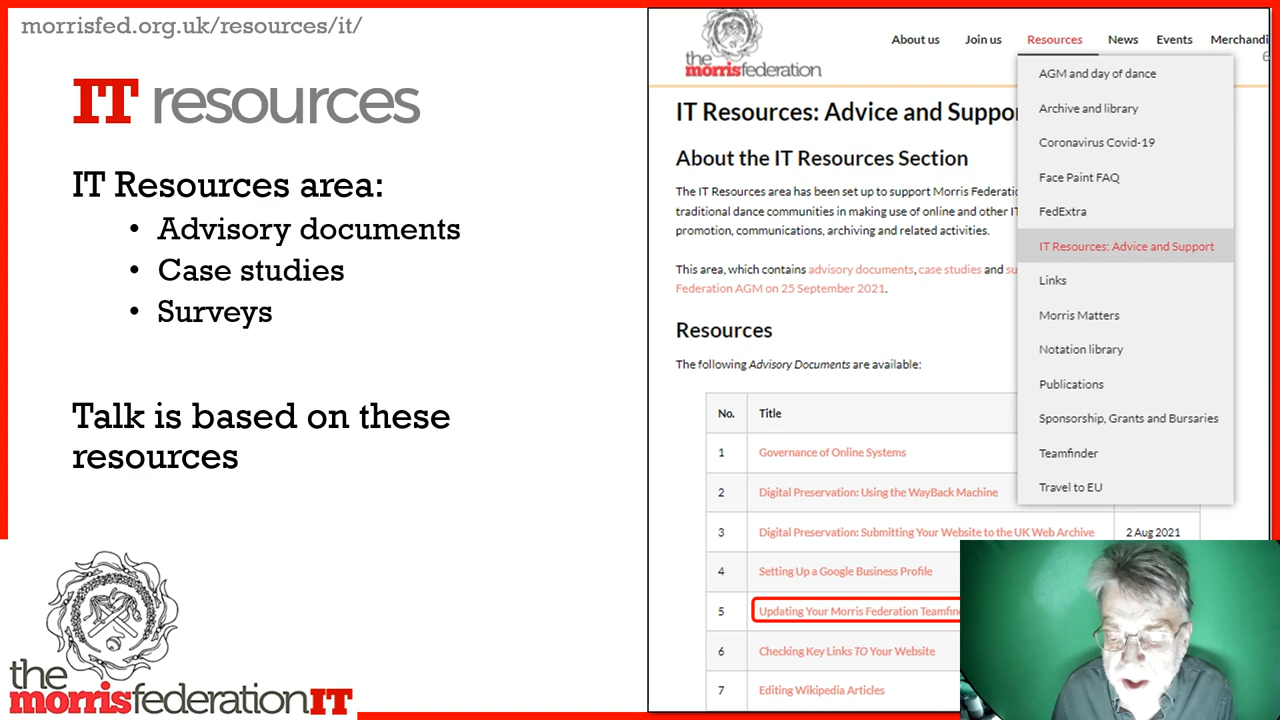 morrisfed.org.uk/resources/it/
IT resources
IT Resources area:
• Advisory documents
• Case studies
• Surveys
Talk is based on these
resources
the
morrisfederationIT
the
morrisfederation
About us Join us Resources News Events Merchandi
AGM and day of dance
Archive and library
Coronavirus Covid-19
Face Paint FAQ
FedExtra
IT Resources: Advice and Support
Links
Morris Matters
Notation library
Publications
Sponsorship, Grants and Bursaries
Teamfinder
Travel to EU
IT Resources: Advice and Suppo
About the IT Resources Section
The IT Resources area has been set up to support Morris Federatio
traditional dance communities in making use of online and other IT
promotion, communications, archiving and related activities.
This area, which contains advisory documents, case studies and su
Federation AGM on 25 September 2021.
Resources
The following Advisory Documents are available:
No. Title
1 Governance of Online Systems
2 Digital Preservation: Using the WayBack Machine
3 Digital Preservation: Submitting Your Website to the UK Web Archive 2 Aug 2021
4 Setting Up a Google Business Profile
5 Updating Your Morris Federation Teamfin
6 Checking Key Links TO Your Website
7 Editing Wikipedia Articles